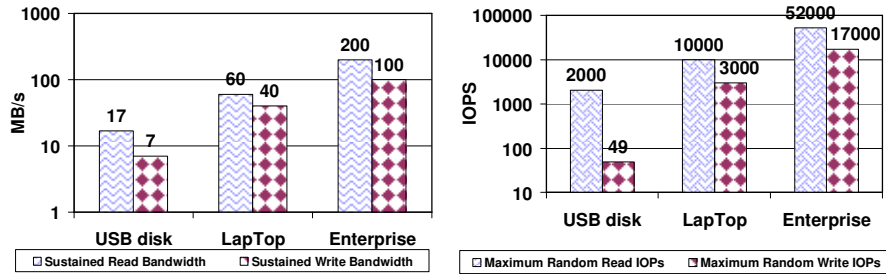 1000
100
10
1
MB/s
17
7
60
40
200
100
USB disk
LapTop
Enterprise
Sustained Read Bandwidth
Sustained Write Bandwidth
100000
10000
1000
100
10
IOPS
2000
49
10000
3000
52000
17000
USB disk
LapTop
Enterprise
Maximum Random Read IOPs
Maximum Random Write IOPs